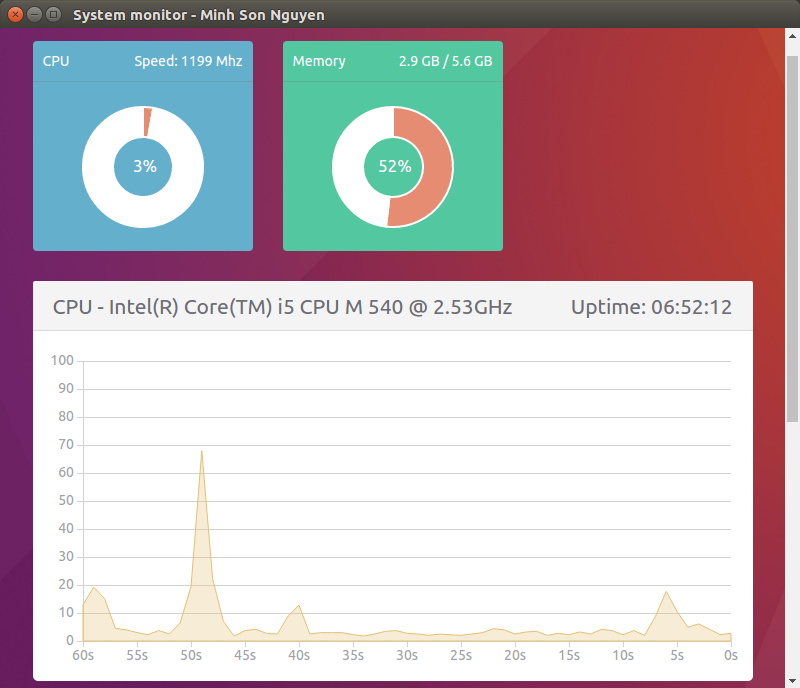 System monitor - Minh Son Nguyen
CPU Speed: 1199 Mhz
3%
Memory 2.9 GB / 5.6 GB
52%
CPU - Intel(R) Core(TM) i5 CPU M 540 @ 2.53GHz Uptime: 06:52:12
100
90
80
70
60
50
40
30
20
10
0
60s 55s 50s 45s 40s 35s 30s 25s 20s 15s 10s 5s 0s